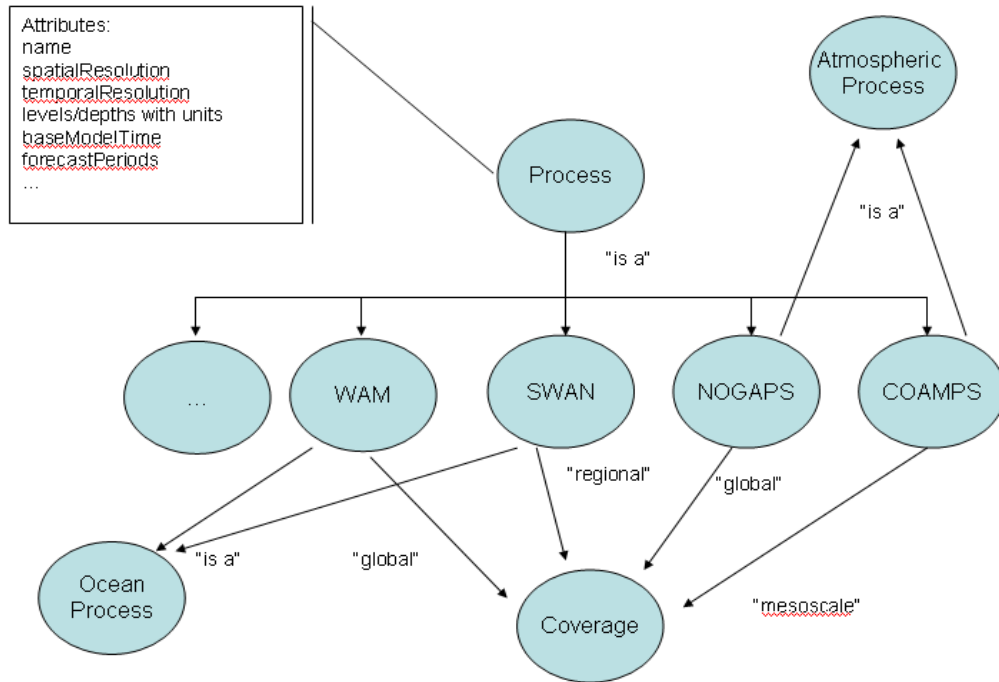 Attributes:
name
spatialResolution
temporalResolution
levels/depths with units
baseModelTime
forecastPeriods
...
Atmospheric
Process
Process
"is a"
"is a"
...
WAM
SWAN
NOGAPS
COAMPS
"regional"
"global"
"is a"
"global"
"mesoscale"
Ocean
Process
Coverage